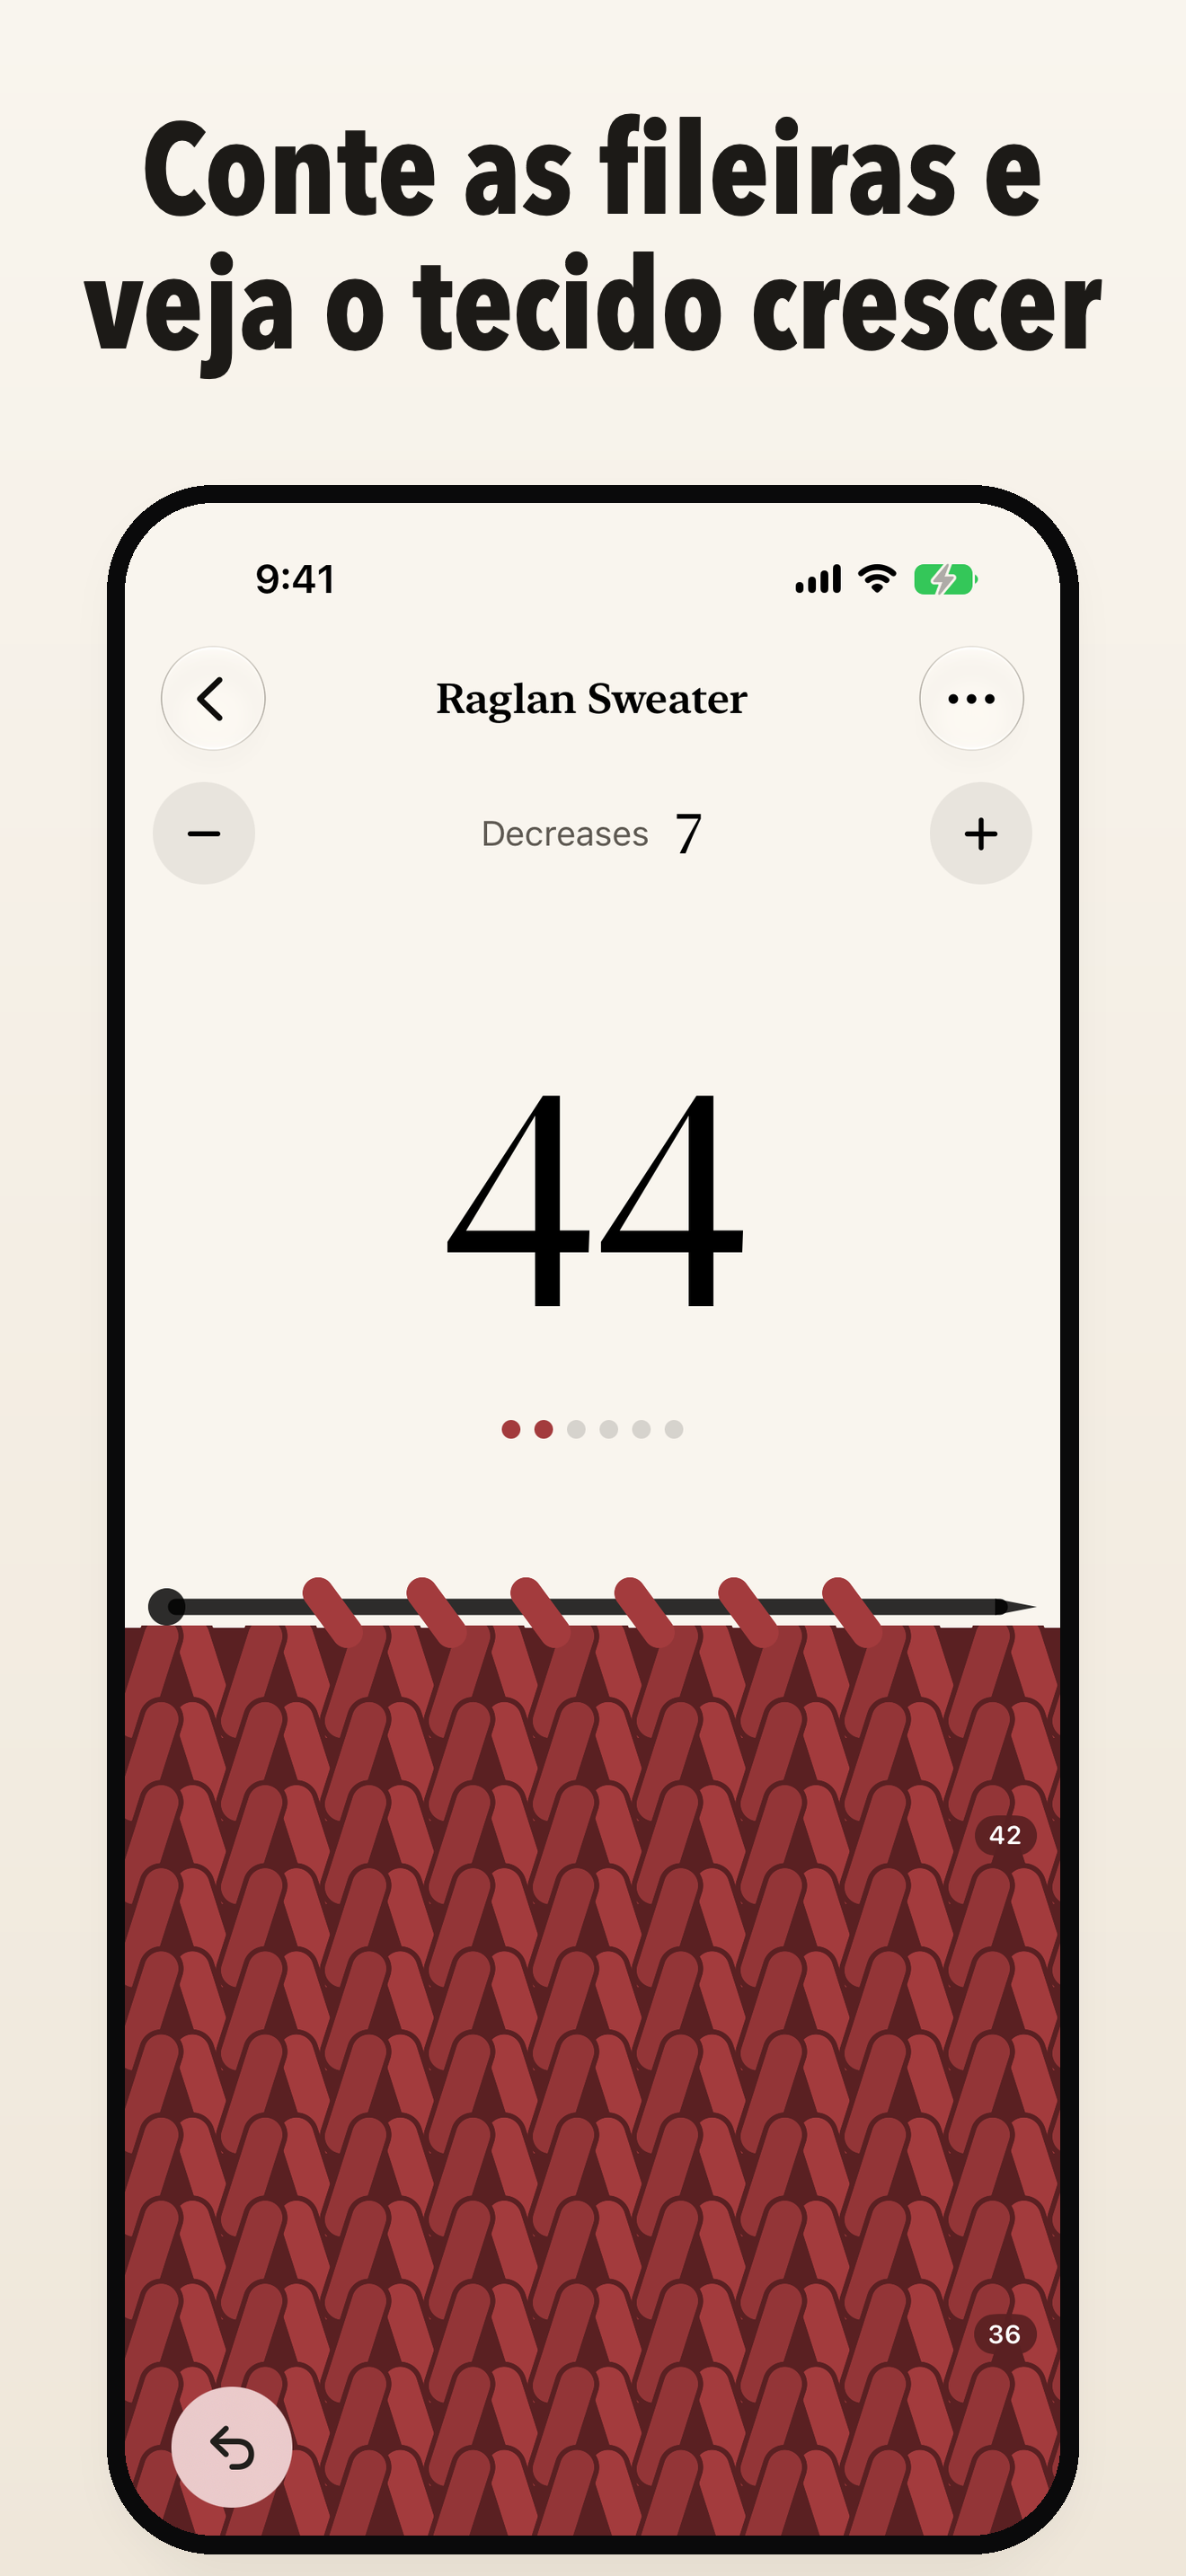 Conte as fileiras e
veja o tecido crescer
9:41
Raglan Sweater
Decreases 7
44
42
36